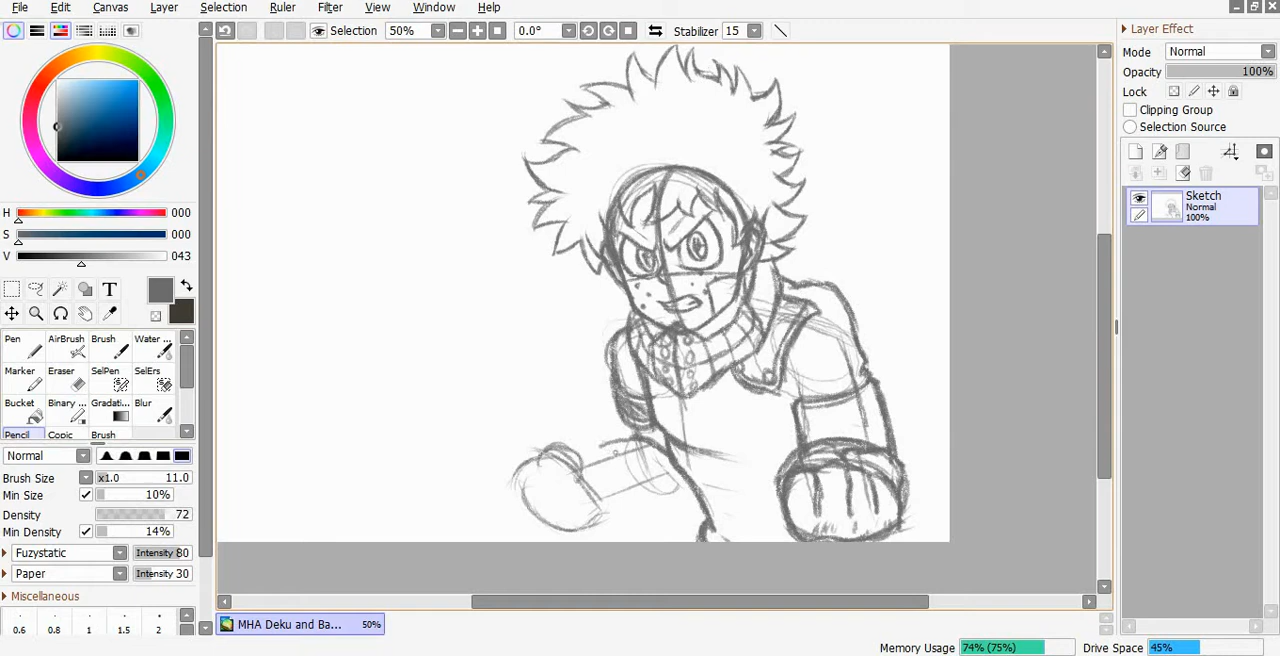 File Edit Canvas Layer Selection Ruler Filter View Window Help
Selection 50% 0.0° Stabilizer 15
H 000
S 000
V 043
T
Pen AirBrush Brush Water ...
Marker Eraser SelPen SelErs
Bucket Binary ... Gradati... Blur
Pencil Copic Brush
Normal
Brush Size x1.0 11.0
Min Size 10%
Density 72
Min Density 14%
Fuzystatic Intensity 80
Paper Intensity 30
Miscellaneous
0.6 0.8 1 1.5 2
MHA Deku and Ba... 50%
Layer Effect
Mode Normal
Opacity 100%
Lock
Clipping Group
Selection Source
Sketch
Normal
100%
Memory Usage 74% (75%) Drive Space 45%